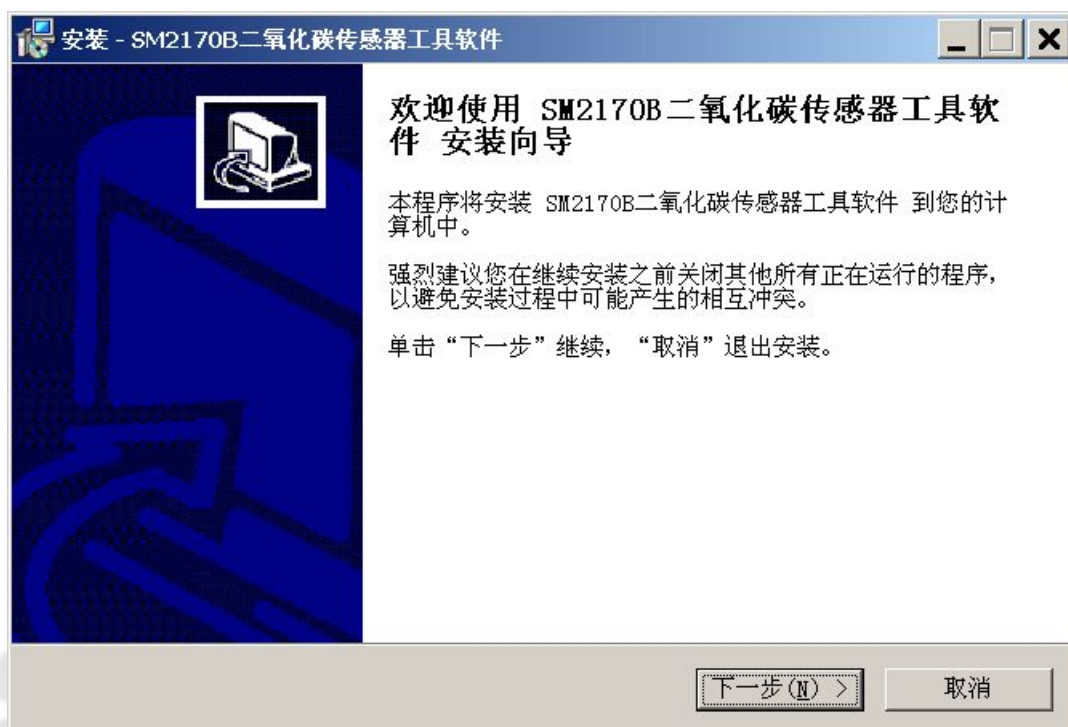 安装 - SM2170B二氧化碳传感器工具软件
欢迎使用 SM2170B二氧化碳传感器工具软
件 安装向导
本程序将安装 SM2170B二氧化碳传感器工具软件 到您的计
算机中。
强烈建议您在继续安装之前关闭其他所有正在运行的程序，
以避免安装过程中可能产生的相互冲突。
单击“下一步”继续，“取消”退出安装。
下一步(N) >
取消